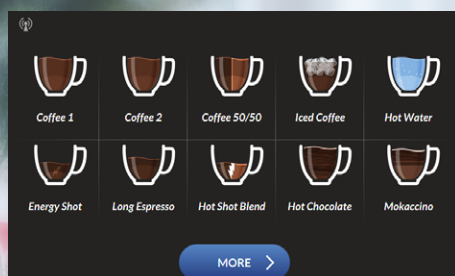 Coffee 1 Coffee 2 Coffee 50/50 Iced Coffee Hot Water
Energy Shot Long Espresso Hot Shot Blend Hot Chocolate Mokaccino
MORE